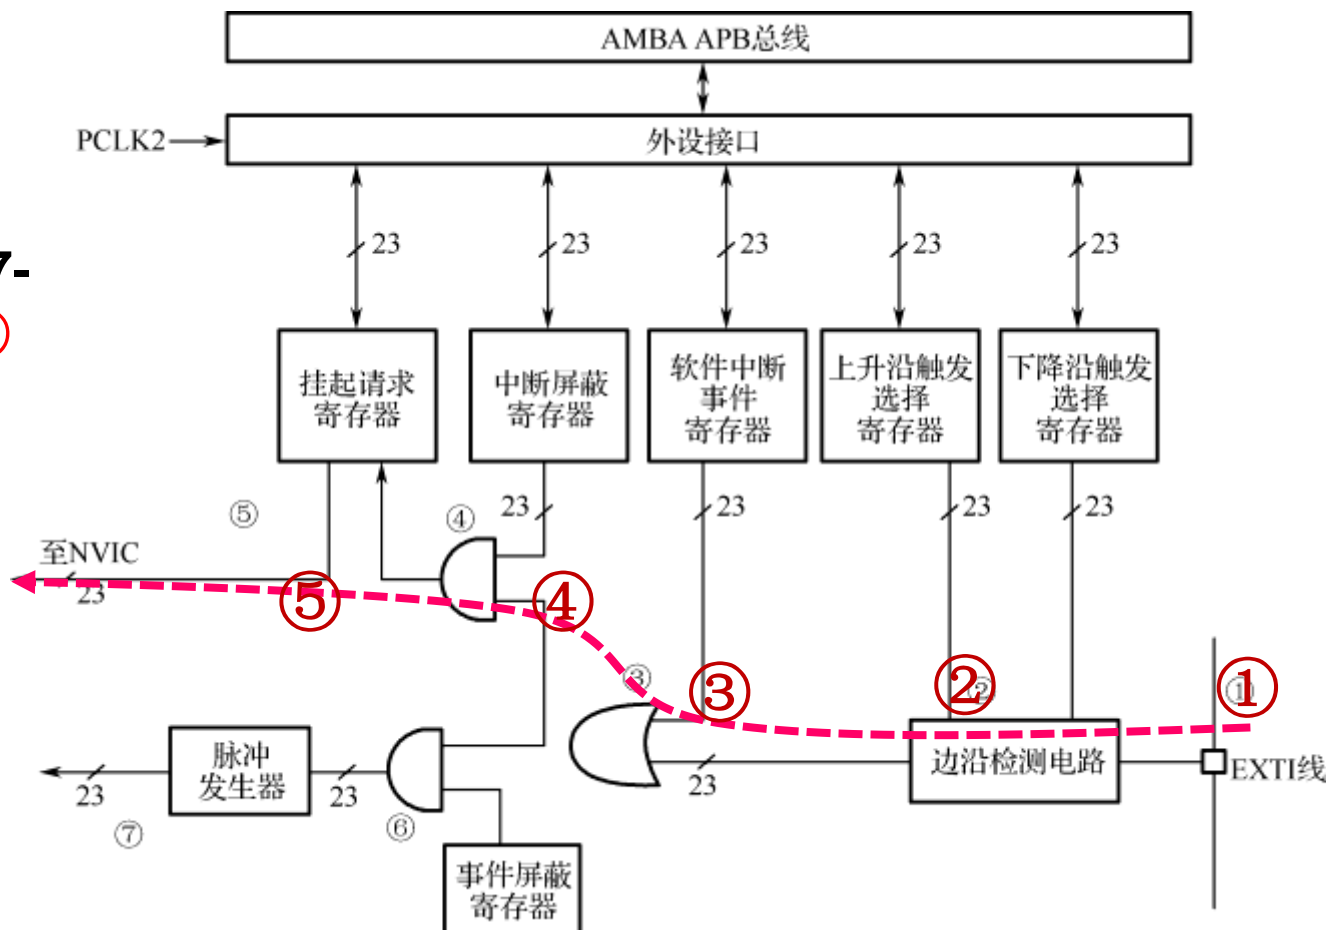 AMBA APB总线
PCLK2
外设接口
23
23
23
23
23
7-
挂起请求
寄存器
中断屏蔽
寄存器
软件中断
事件
寄存器
上升沿触发
选择
寄存器
下降沿触发
选择
寄存器
⑤
④
23
23
23
23
至NVIC
23
⑤
④
③
③
②
②
①
①
脉冲
发生器
边沿检测电路
EXTI线
23
23
23
⑦
⑥
事件屏蔽
寄存器